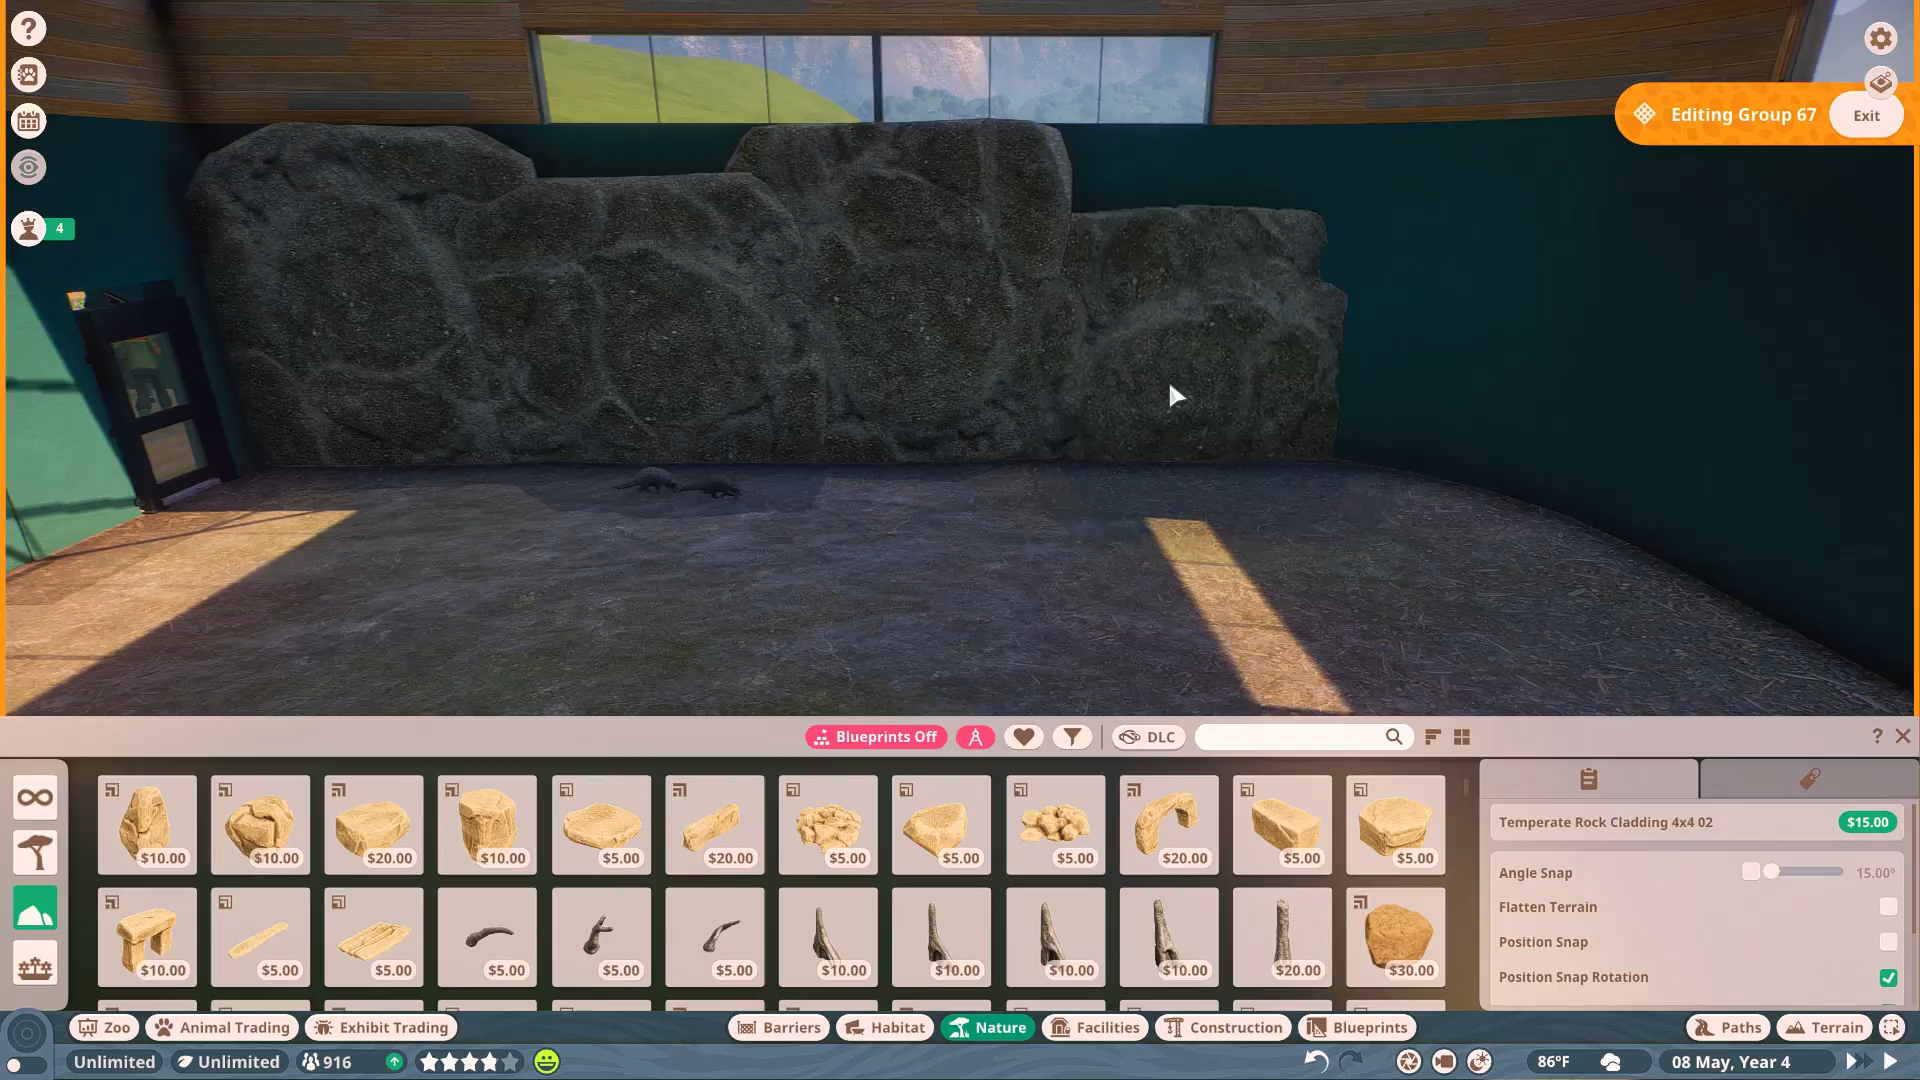 ?
4
Editing Group 67
Exit
Blueprints Off
DLC
?
$10.00
$10.00
$20.00
$10.00
$5.00
$20.00
$5.00
$5.00
$5.00
$20.00
$5.00
$5.00
$10.00
$5.00
$5.00
$5.00
$5.00
$5.00
$10.00
$10.00
$10.00
$10.00
$20.00
$30.00
Temperate Rock Cladding 4x4 02
$15.00
Angle Snap
15.00°
Flatten Terrain
Position Snap
Position Snap Rotation
Zoo
Animal Trading
Exhibit Trading
Barriers
Habitat
Nature
Facilities
Construction
Blueprints
Paths
Terrain
Unlimited
Unlimited
916
86°F
08 May, Year 4